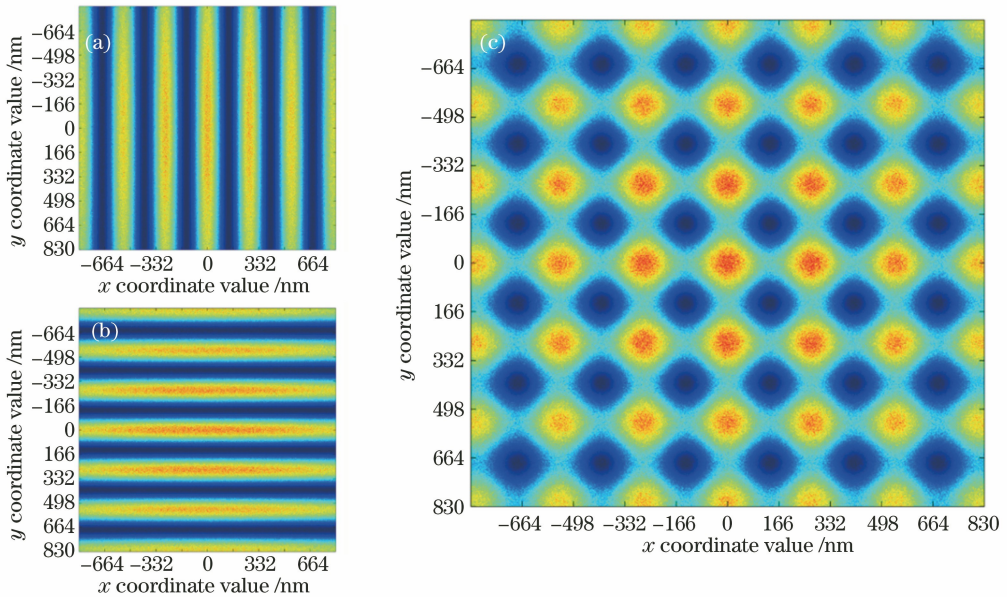 (a)
y coordinate value /nm
−664
−498
−332
−166
0
166
332
498
664
830
−664 −332 0 332 664
x coordinate value /nm
(b)
y coordinate value /nm
−664
−498
−332
−166
0
166
332
498
664
830
−664 −332 0 332 664
x coordinate value /nm
(c)
y coordinate value /nm
−664
−498
−332
−166
0
166
332
498
664
830
−664 −498 −332 −166 0 166 332 498 664 830
x coordinate value /nm